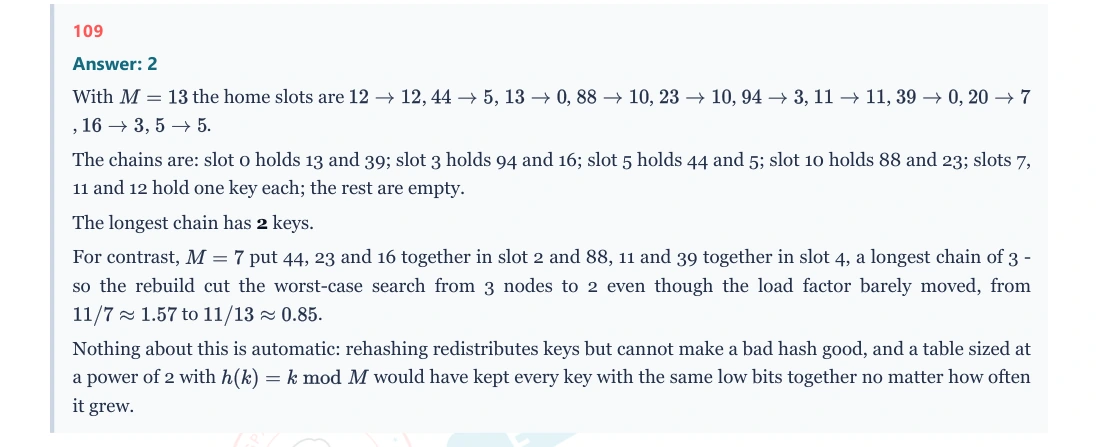 109
Answer: 2
With M = 13 the home slots are 12 → 12, 44 → 5, 13 → 0, 88 → 10, 23 → 10, 94 → 3, 11 → 11, 39 → 0, 20 → 7
, 16 → 3, 5 → 5.
The chains are: slot 0 holds 13 and 39; slot 3 holds 94 and 16; slot 5 holds 44 and 5; slot 10 holds 88 and 23; slots 7,
11 and 12 hold one key each; the rest are empty.
The longest chain has 2 keys.
For contrast, M = 7 put 44, 23 and 16 together in slot 2 and 88, 11 and 39 together in slot 4, a longest chain of 3 -
so the rebuild cut the worst-case search from 3 nodes to 2 even though the load factor barely moved, from
11/7 ≈ 1.57 to 11/13 ≈ 0.85.
Nothing about this is automatic: rehashing redistributes keys but cannot make a bad hash good, and a table sized at
a power of 2 with h(k) = k mod M would have kept every key with the same low bits together no matter how often
it grew.